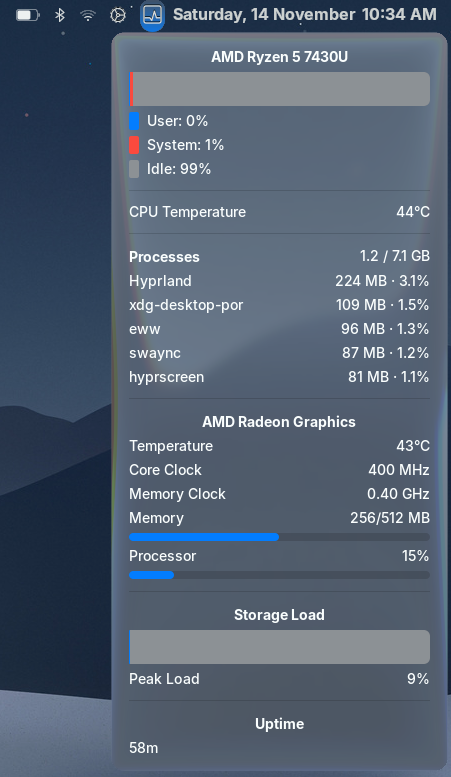 Saturday, 14 November 10:34 AM
AMD Ryzen 5 7430U
User: 0%
System: 1%
Idle: 99%
CPU Temperature 44°C
Processes 1.2 / 7.1 GB
Hyprland 224 MB · 3.1%
xdg-desktop-por 109 MB · 1.5%
eww 96 MB · 1.3%
swaync 87 MB · 1.2%
hyprscreen 81 MB · 1.1%
AMD Radeon Graphics
Temperature 43°C
Core Clock 400 MHz
Memory Clock 0.40 GHz
Memory 256/512 MB
Processor 15%
Storage Load
Peak Load 9%
Uptime
58m